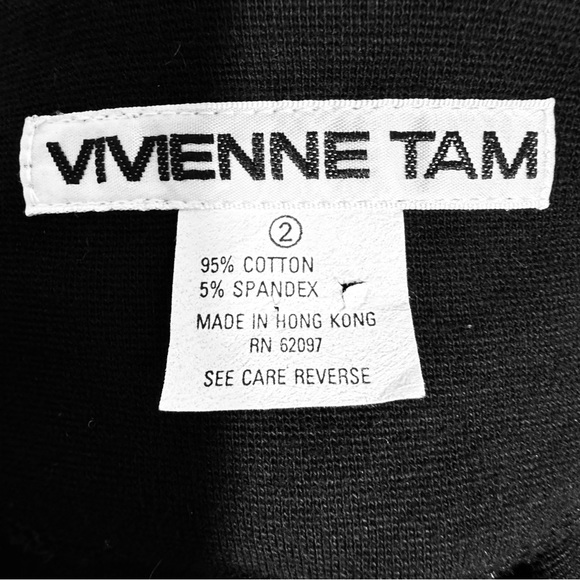 VIVIENNE TAM
2
95% COTTON
5% SPANDEX
MADE IN HONG KONG
RN 62097
SEE CARE REVERSE